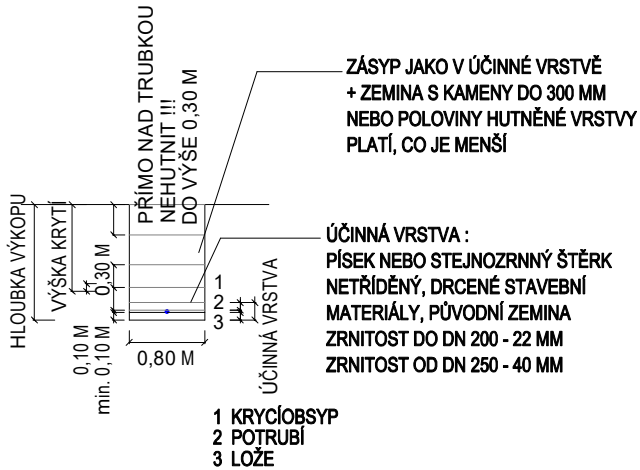 PŘÍMO NAD TRUBKOU
NEHUTNIT !!!
DO VÝŠE 0,30 M
ZÁSYP JAKO V ÚČINNÉ VRSTVĚ
+ ZEMINA S KAMENY DO 300 MM
NEBO POLOVINY HUTNĚNÉ VRSTVY
PLATÍ, CO JE MENŠÍ
HLOUBKA VÝKOPU
VÝŠKA KRYTÍ
0,30 M
1
2
3
ÚČINNÁ VRSTVA
ÚČINNÁ VRSTVA :
PÍSEK NEBO STEJNOZRNNÝ ŠTĚRK
NETŘÍDĚNÝ, DRCENÉ STAVEBNÍ
MATERIÁLY, PŮVODNÍ ZEMINA
ZRNITOST DO DN 200 - 22 MM
ZRNITOST OD DN 250 - 40 MM
0,10 M
min. 0,10 M
0,80 M
1 KRYCÍOBSYP
2 POTRUBÍ
3 LOŽE